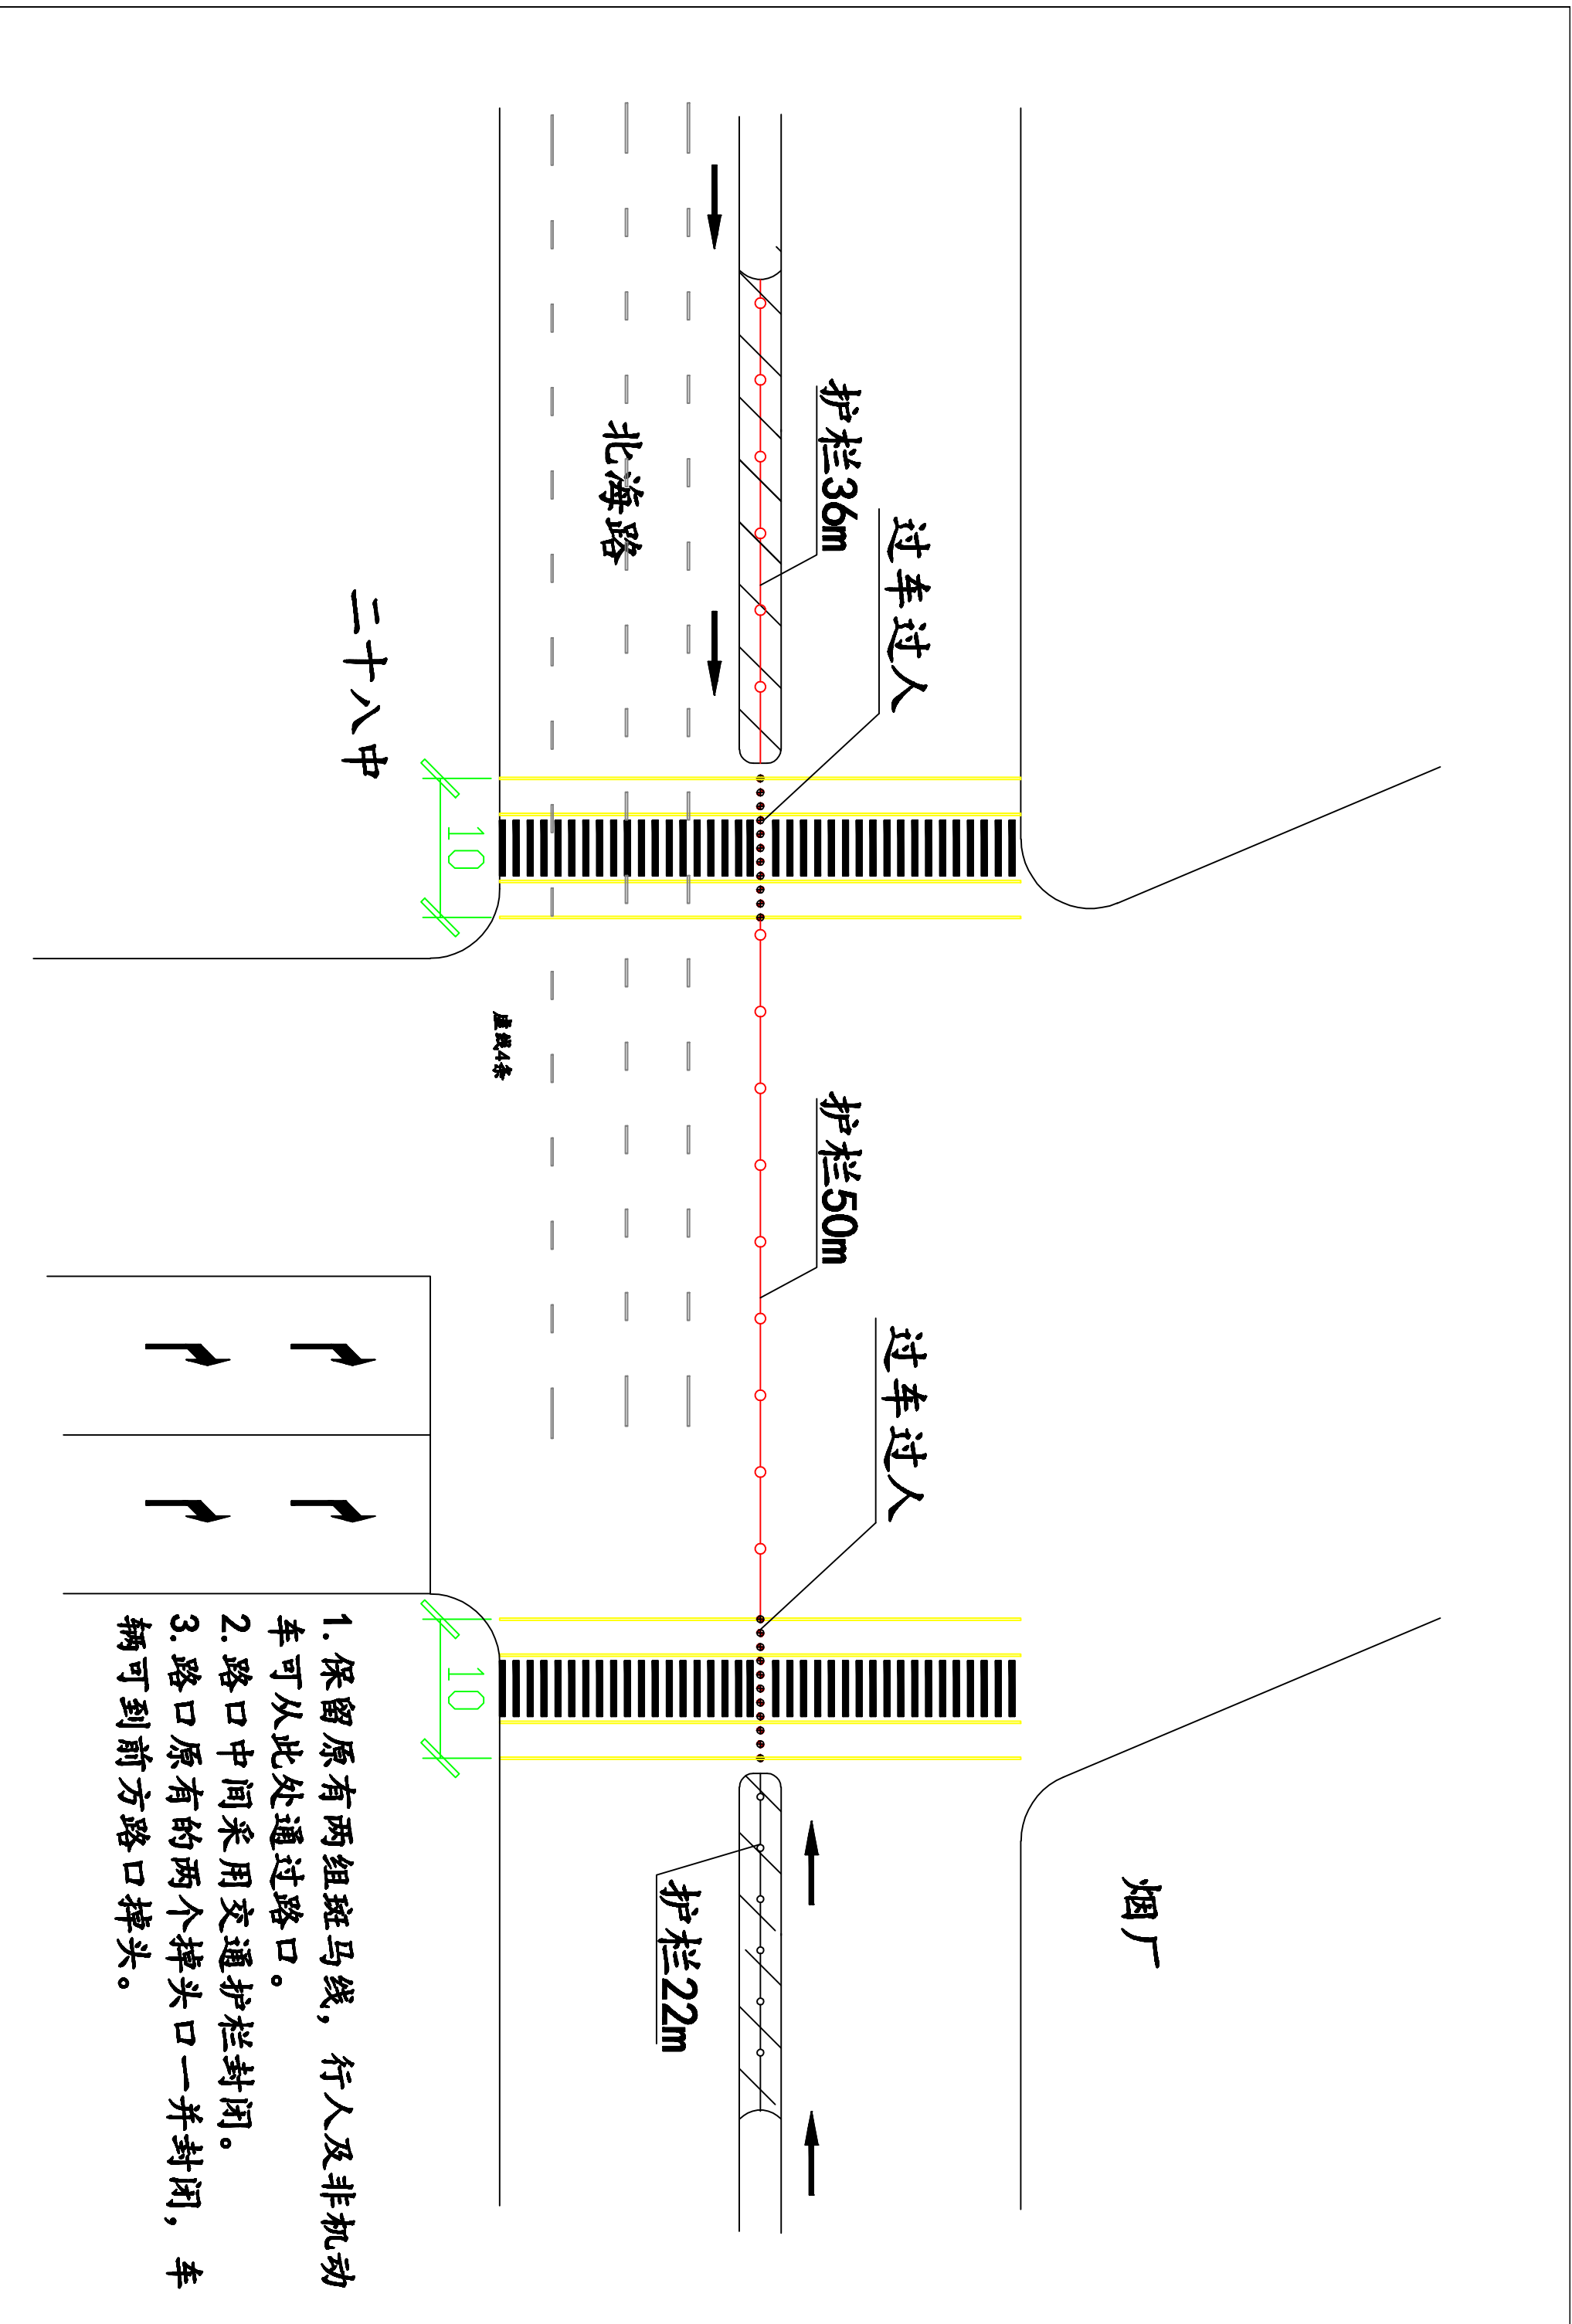 烟厂
过车过人
过车过人
护栏36m
护栏50m
护栏22m
北海路
虚线4条
10
10
二十八中
1.保留原有两组斑马线，行人及非机动
车可从此处通过路口。
2.路口中间采用交通护栏封闭。
3.路口原有的两个掉头口一并封闭，车
辆可到前方路口掉头。